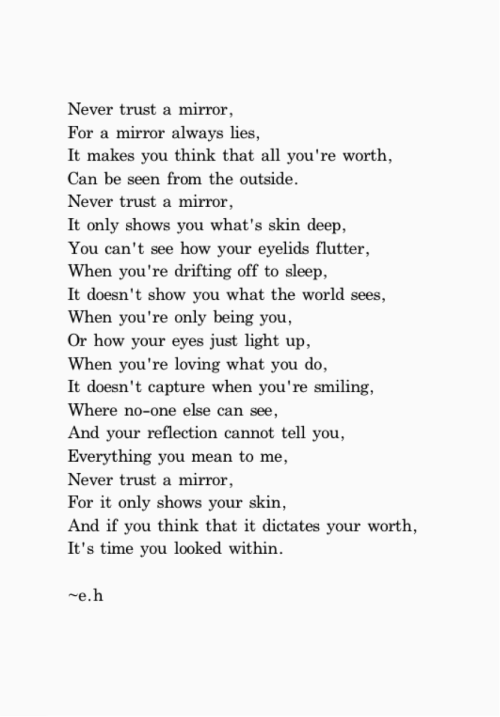 Never trust a mirror,
For a mirror always lies,
It makes you think that all you're worth,
Can be seen from the outside.
Never trust a mirror,
It only shows you what's skin deep,
You can't see how your eyelids flutter,
When you're drifting off to sleep,
It doesn't show you what the world sees,
When you're only being you,
Or how your eyes just light up,
When you're loving what you do,
It doesn't capture when you're smiling,
Where no-one else can see,
And your reflection cannot tell you,
Everything you mean to me,
Never trust a mirror,
For it only shows your skin,
And if you think that it dictates your worth,
It's time you looked within.
~e.h